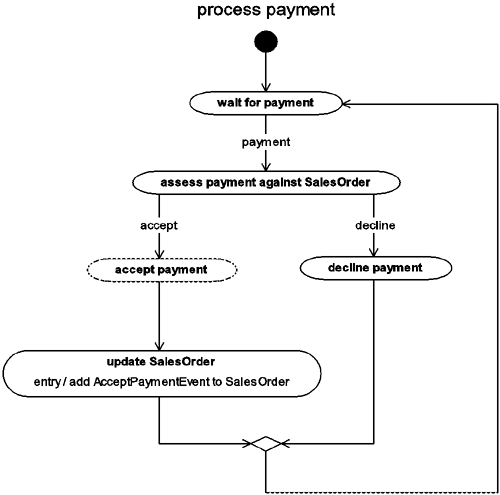 process payment
wait for payment
payment
assess payment against SalesOrder
accept
decline
accept payment
decline payment
update SalesOrder
entry / add AcceptPaymentEvent to SalesOrder